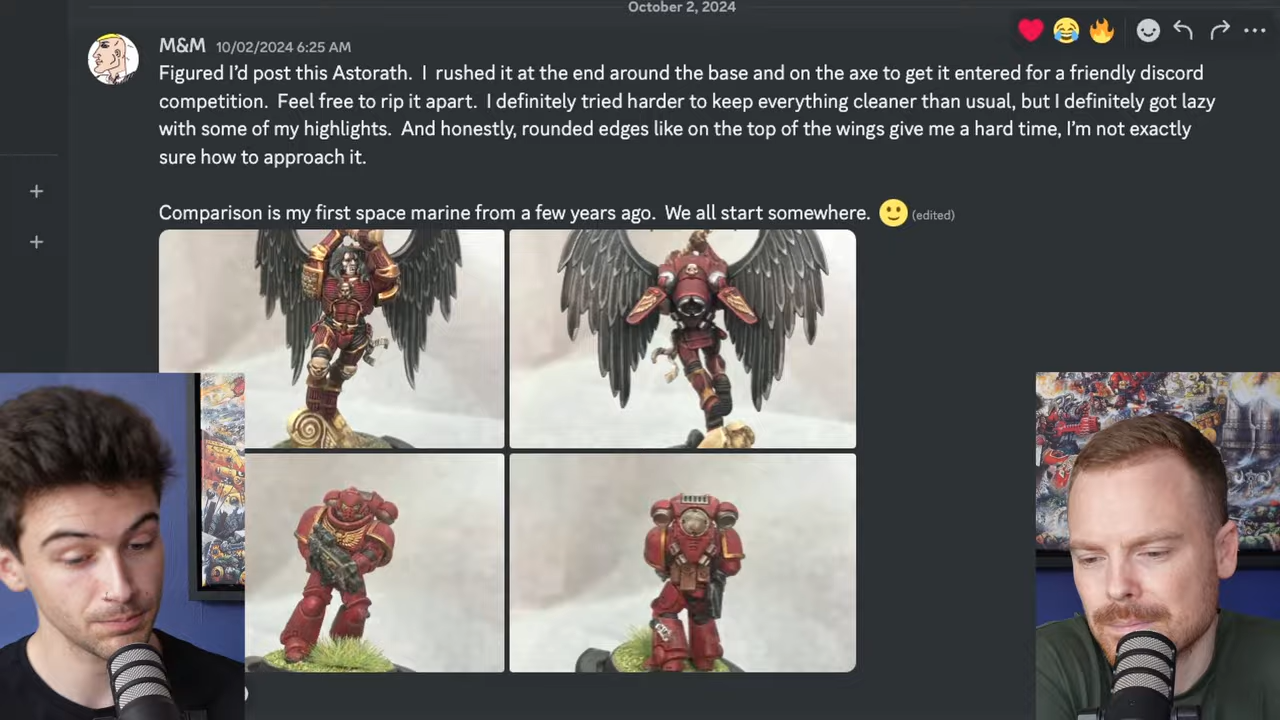 October 2, 2024
M&M 10/02/2024 6:25 AM
Figured I'd post this Astorath. I rushed it at the end around the base and on the axe to get it entered for a friendly discord
competition. Feel free to rip it apart. I definitely tried harder to keep everything cleaner than usual, but I definitely got lazy
with some of my highlights. And honestly, rounded edges like on the top of the wings give me a hard time, I'm not exactly
sure how to approach it.
Comparison is my first space marine from a few years ago. We all start somewhere. 🙂 (edited)